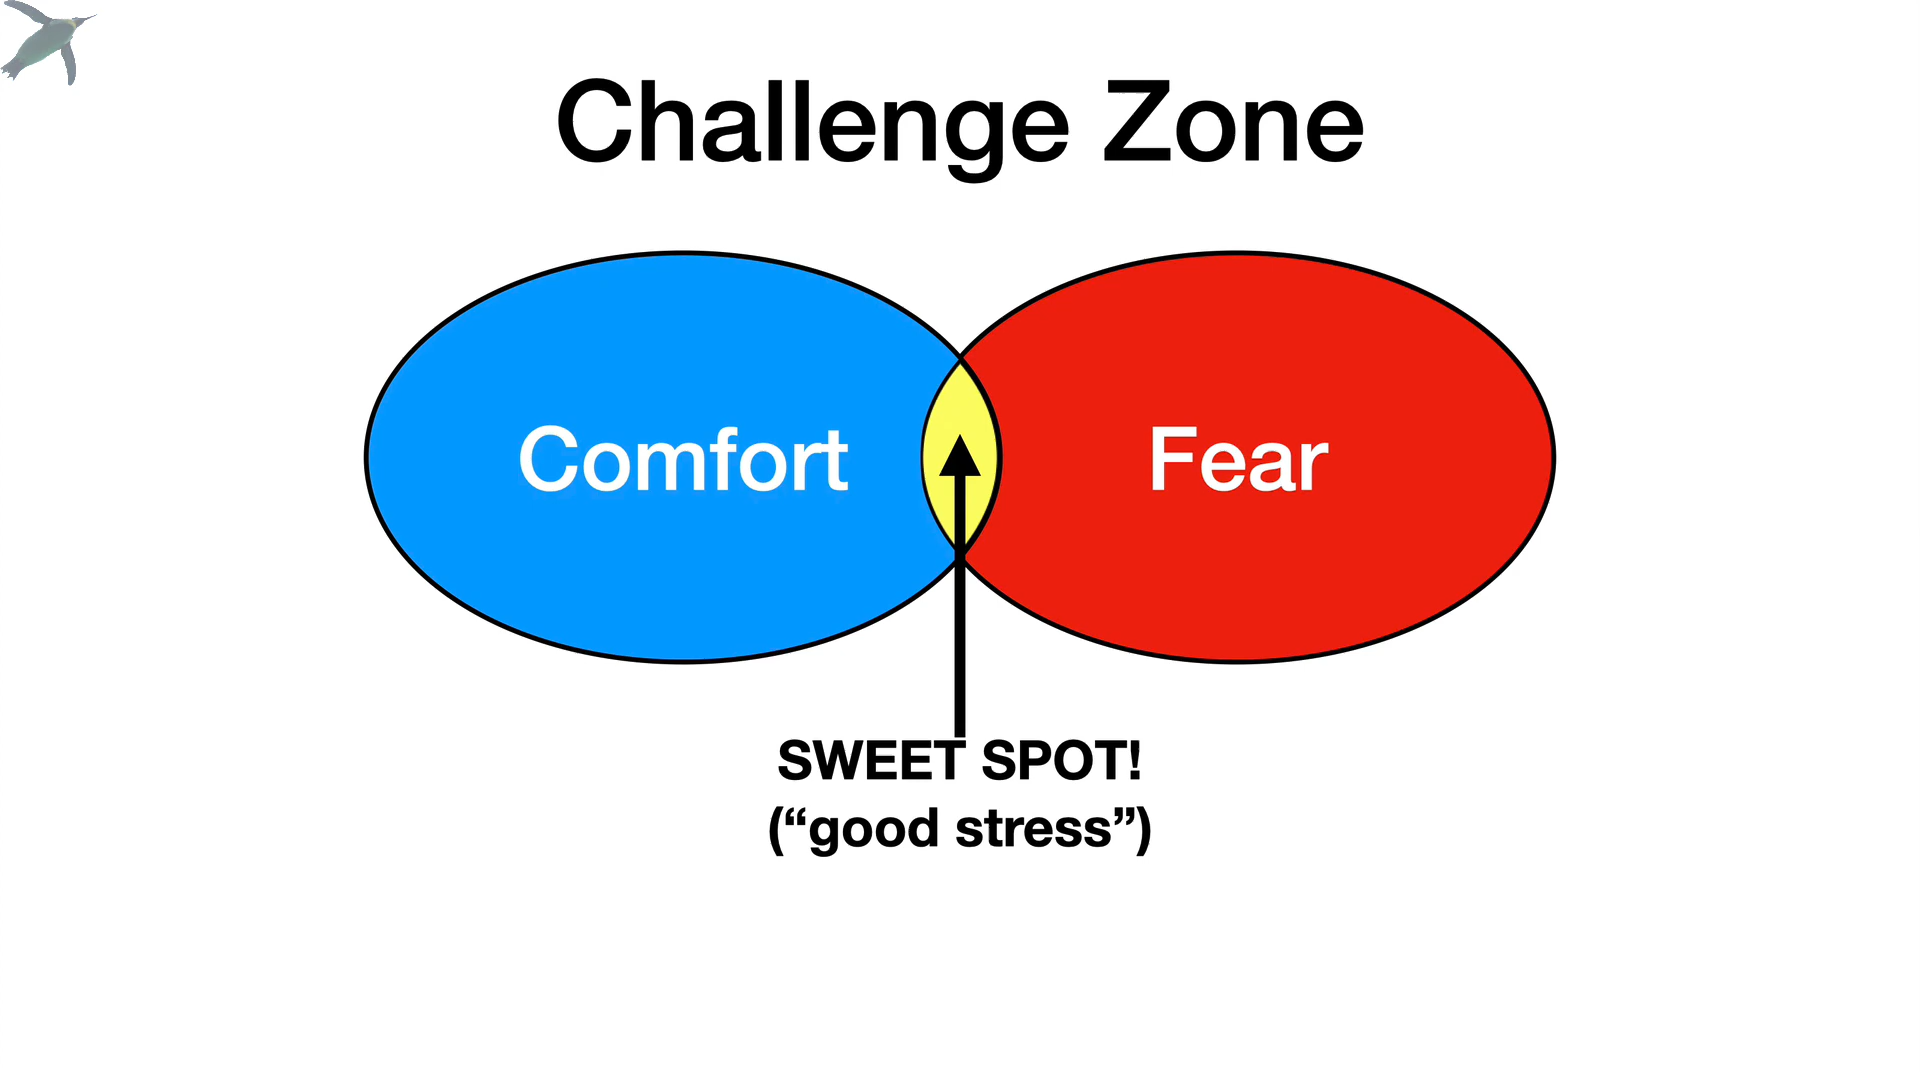 Challenge Zone
Comfort
Fear
SWEET SPOT!
(“good stress”)